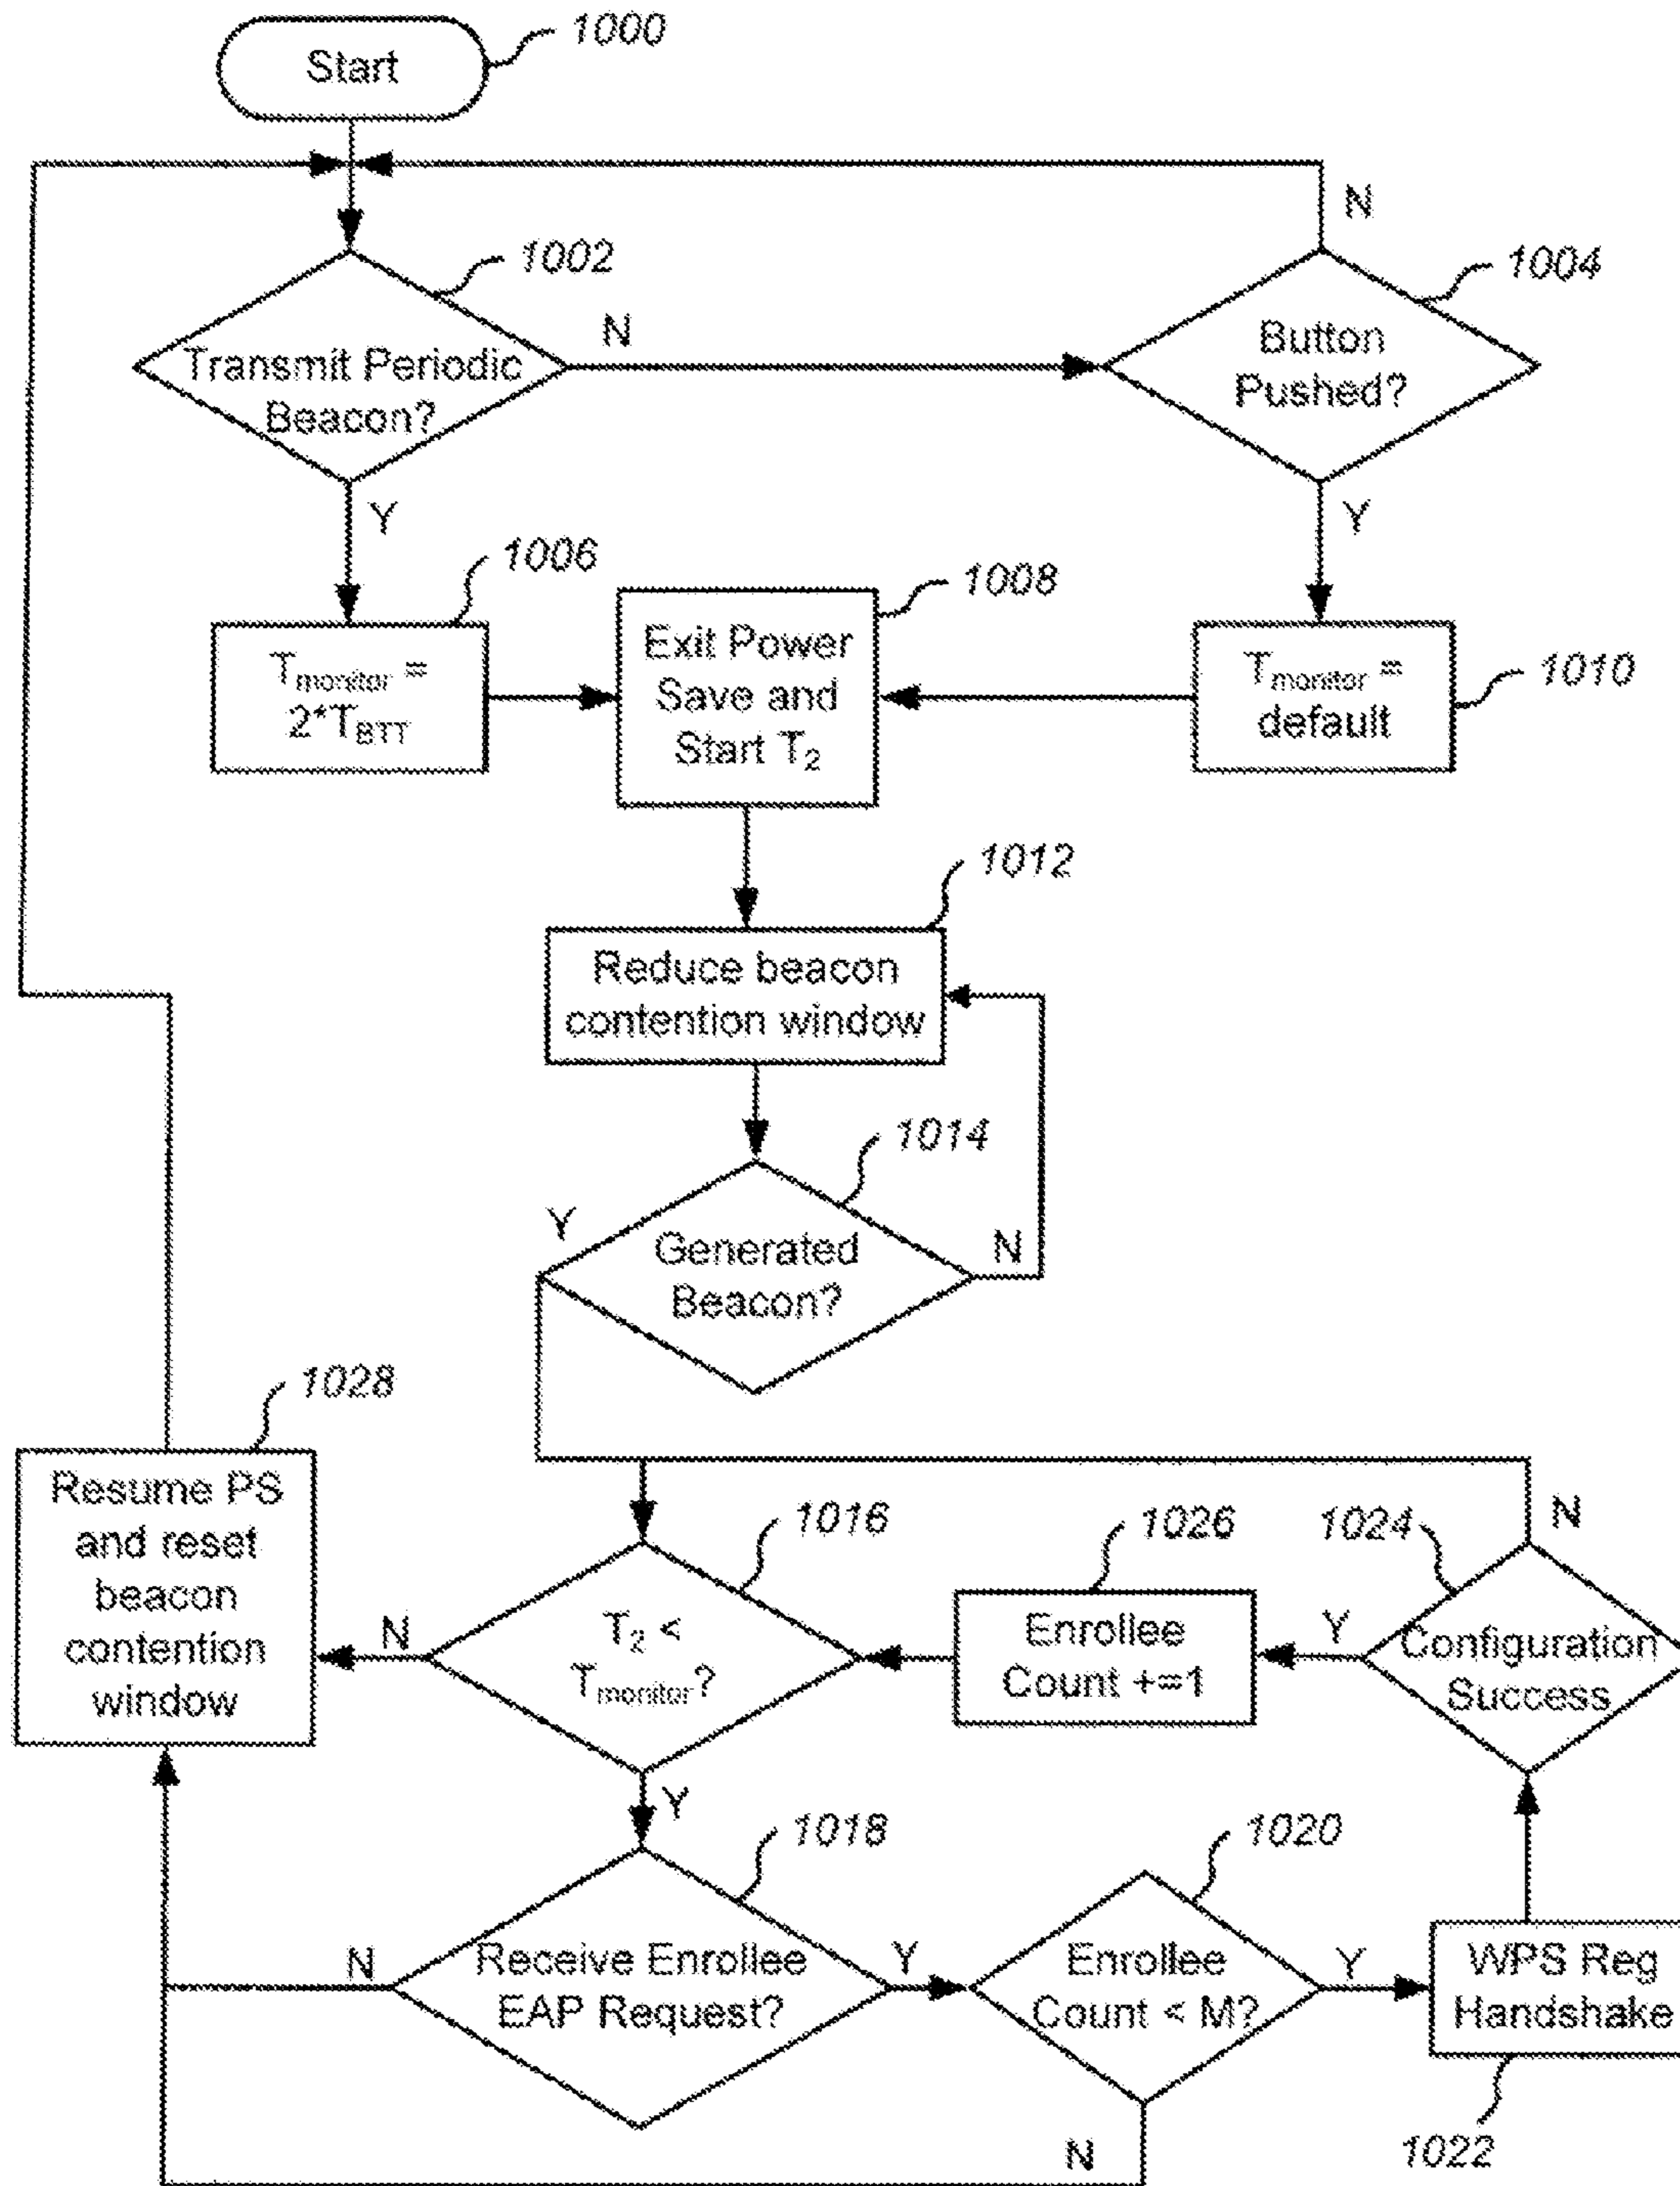 Start
1000
N
1002
1004
Transmit Periodic
Beacon?
N
Button
Pushed?
Y
Y
1006
1008
1010
Tmonitor =
2*TBTT
Exit Power
Save and
Start T2
Tmonitor =
default
1012
Reduce beacon
contention window
1014
Y
Generated
Beacon?
N
1028
Resume PS
and reset
beacon
contention
window
N
1016
T2 <
Tmonitor?
1026
Enrollee
Count +=1
1024
N
Y
Configuration
Success
Y
1018
1020
N
Receive Enrollee
EAP Request?
Y
Enrollee
Count < M?
Y
WPS Reg
Handshake
N
1022